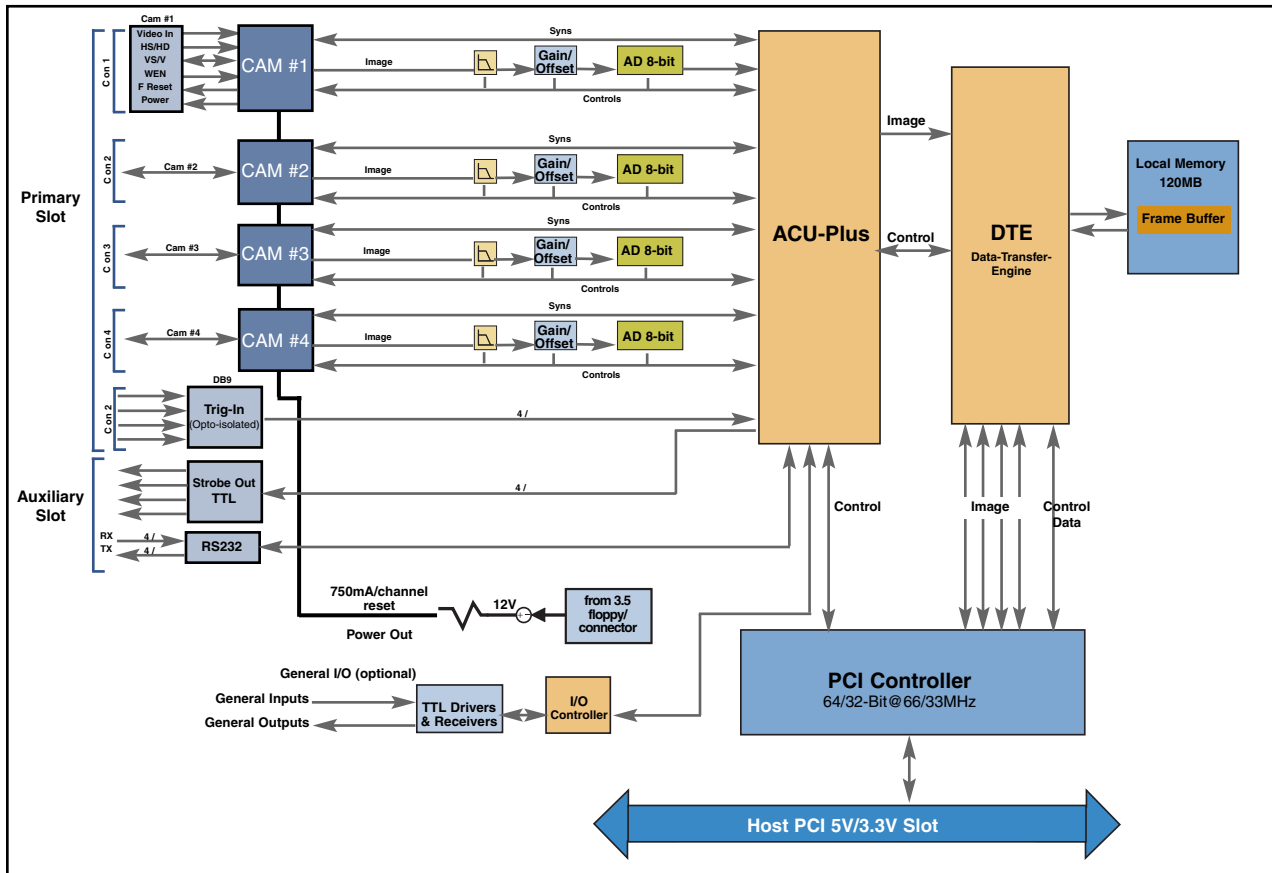 Cam #1
Video In
HS/HD
VS/V
WEN
F Reset
Power
C on 1
CAM #1
Syns
Image
Gain/
Offset
AD 8-bit
Controls
C on 2
Cam #2
CAM #2
Syns
Image
Gain/
Offset
AD 8-bit
Controls
Primary
Slot
C on 3
Cam #3
CAM #3
Syns
Image
Gain/
Offset
AD 8-bit
Controls
C on 4
Cam #4
CAM #4
Syns
Image
Gain/
Offset
AD 8-bit
Controls
ACU-Plus
Image
Control
DTE
Data-Transfer-
Engine
Local Memory
120MB
Frame Buffer
C on 2
DB9
Trig-In
(Opto-isolated)
4 /
Auxiliary
Slot
Strobe Out
TTL
4 /
RX
TX
4 /
4 /
RS232
Control
Image
Control
Data
750mA/channel
reset
Power Out
12V
from 3.5
floppy/
connector
General I/O (optional)
General Inputs
General Outputs
TTL Drivers
& Receivers
I/O
Controller
PCI Controller
64/32-Bit@66/33MHz
Host PCI 5V/3.3V Slot